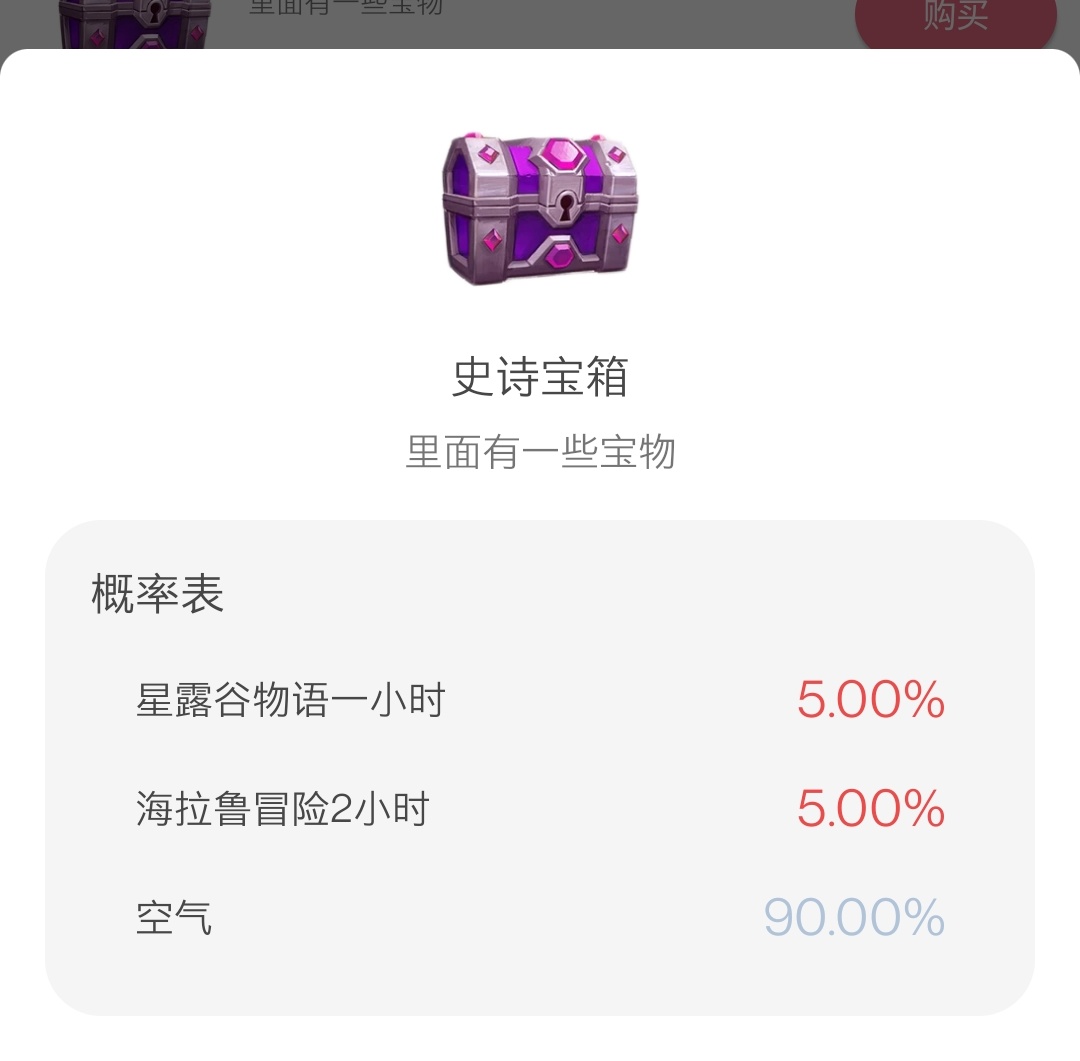 里面有一些宝物
购买
史诗宝箱
里面有一些宝物
概率表
星露谷物语一小时
5.00%
海拉鲁冒险2小时
5.00%
空气
90.00%